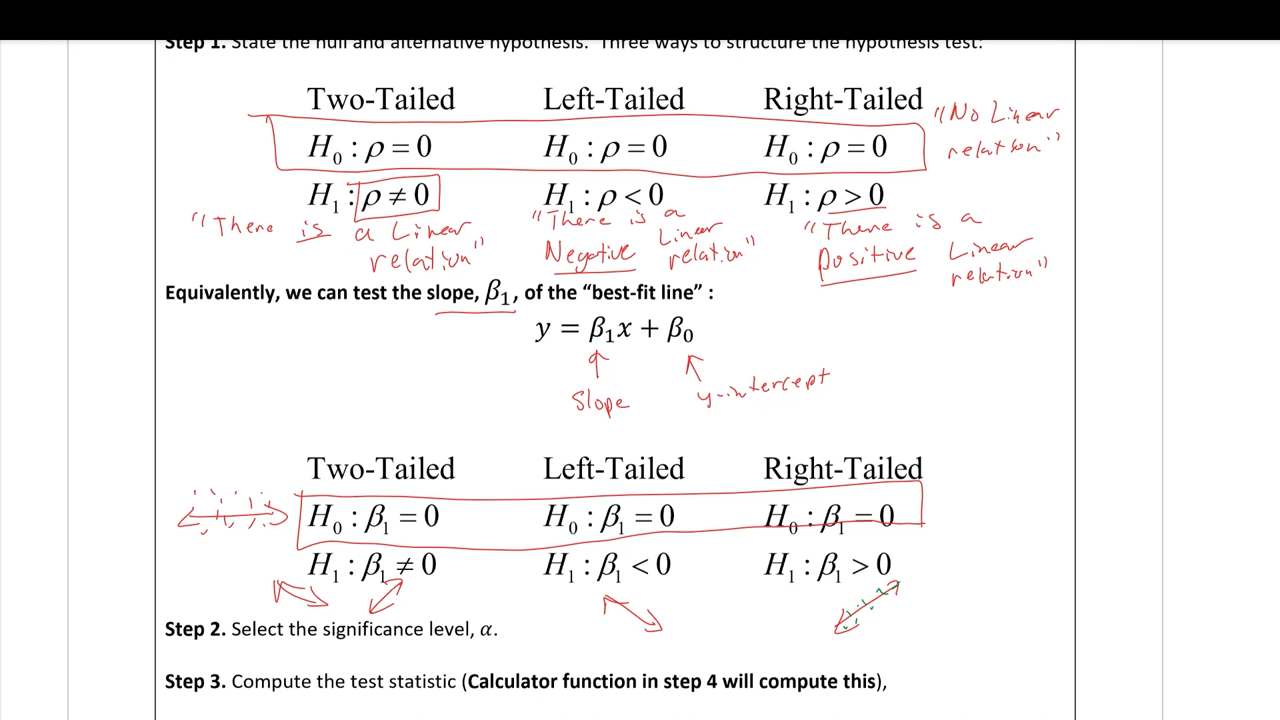 Step 1. State the null and alternative hypothesis. Three ways to structure the hypothesis test:
Two-Tailed Left-Tailed Right-Tailed
"No Linear
relation"
H₀ : ρ = 0 H₀ : ρ = 0 H₀ : ρ = 0
H₁ : ρ ≠ 0 H₁ : ρ < 0 H₁ : ρ > 0
"There is a Linear
relation"
"There is a
Negative Linear
relation"
"There is a
Positive Linear
relation"
Equivalently, we can test the slope, β₁, of the “best-fit line” :
y = β₁x + β₀
Slope
y-intercept
Two-Tailed Left-Tailed Right-Tailed
H₀ : β₁ = 0 H₀ : β₁ = 0 H₀ : β₁ = 0
H₁ : β₁ ≠ 0 H₁ : β₁ < 0 H₁ : β₁ > 0
Step 2. Select the significance level, α.
Step 3. Compute the test statistic (Calculator function in step 4 will compute this),